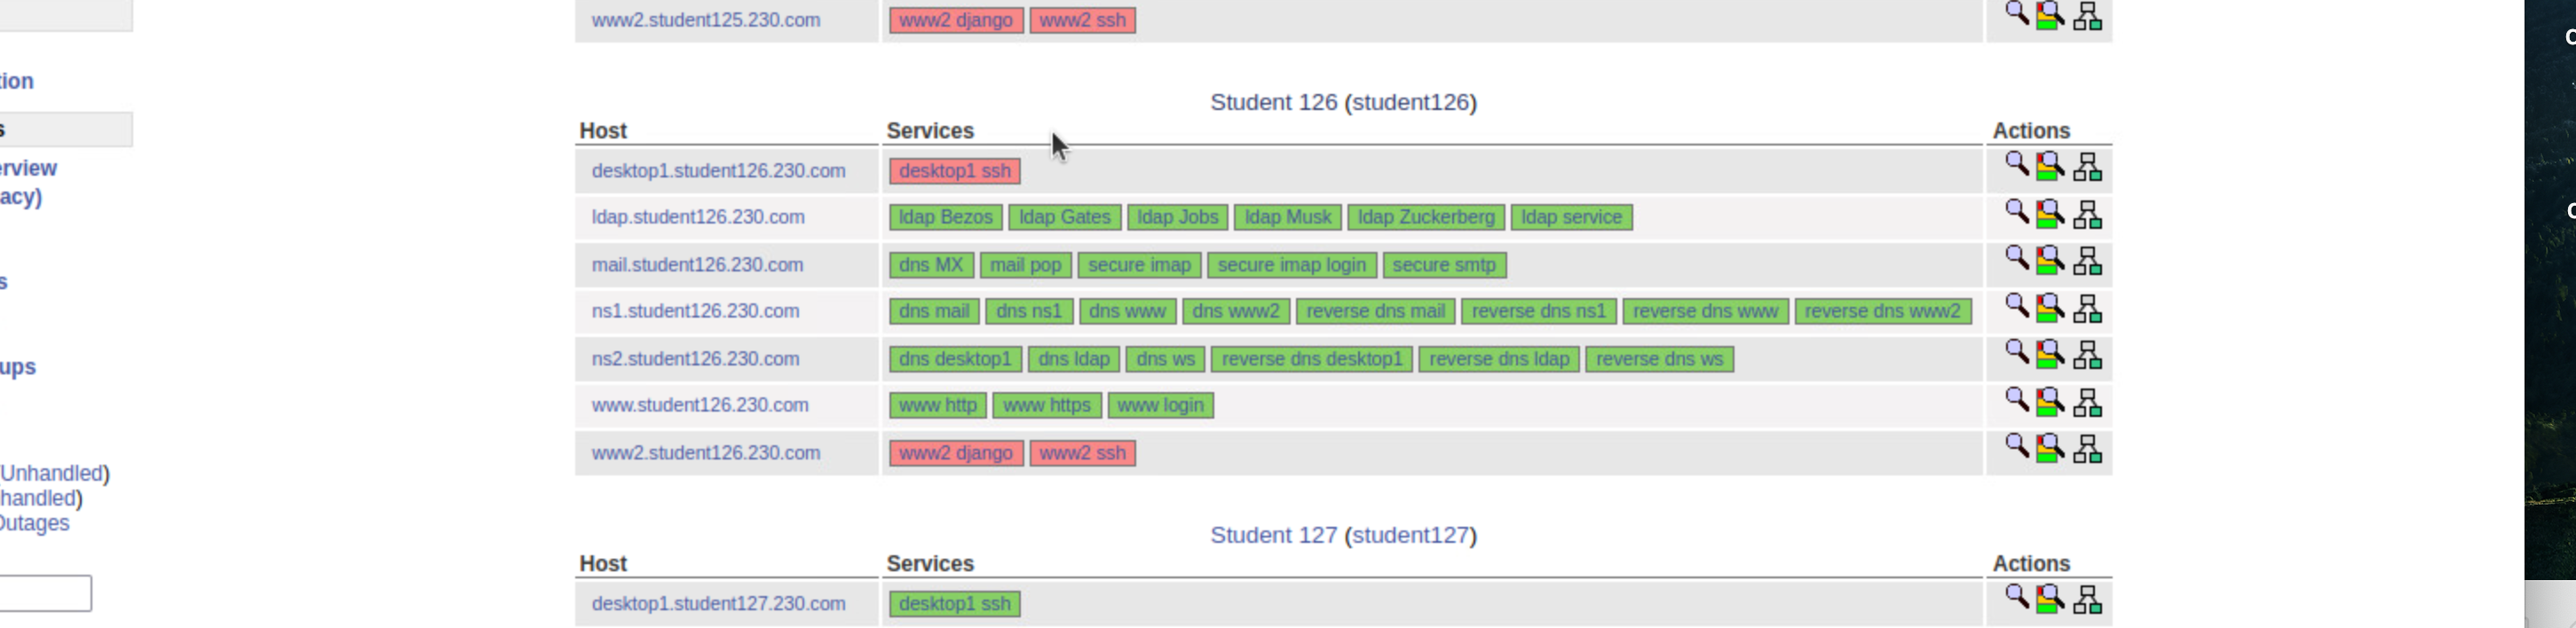 www2.student125.230.com www2 django www2 ssh
tion
Student 126 (student126)
s
Host Services Actions
erview
desktop1.student126.230.com desktop1 ssh
acy)
ldap.student126.230.com ldap Bezos ldap Gates ldap Jobs ldap Musk ldap Zuckerberg ldap service
mail.student126.230.com dns MX mail pop secure imap secure imap login secure smtp
s
ns1.student126.230.com dns mail dns ns1 dns www dns www2 reverse dns mail reverse dns ns1 reverse dns www reverse dns www2
ns2.student126.230.com dns desktop1 dns ldap dns ws reverse dns desktop1 reverse dns ldap reverse dns ws
ups
www.student126.230.com www http www https www login
www2.student126.230.com www2 django www2 ssh
(Unhandled)
handled)
Outages
Student 127 (student127)
Host Services Actions
desktop1.student127.230.com desktop1 ssh